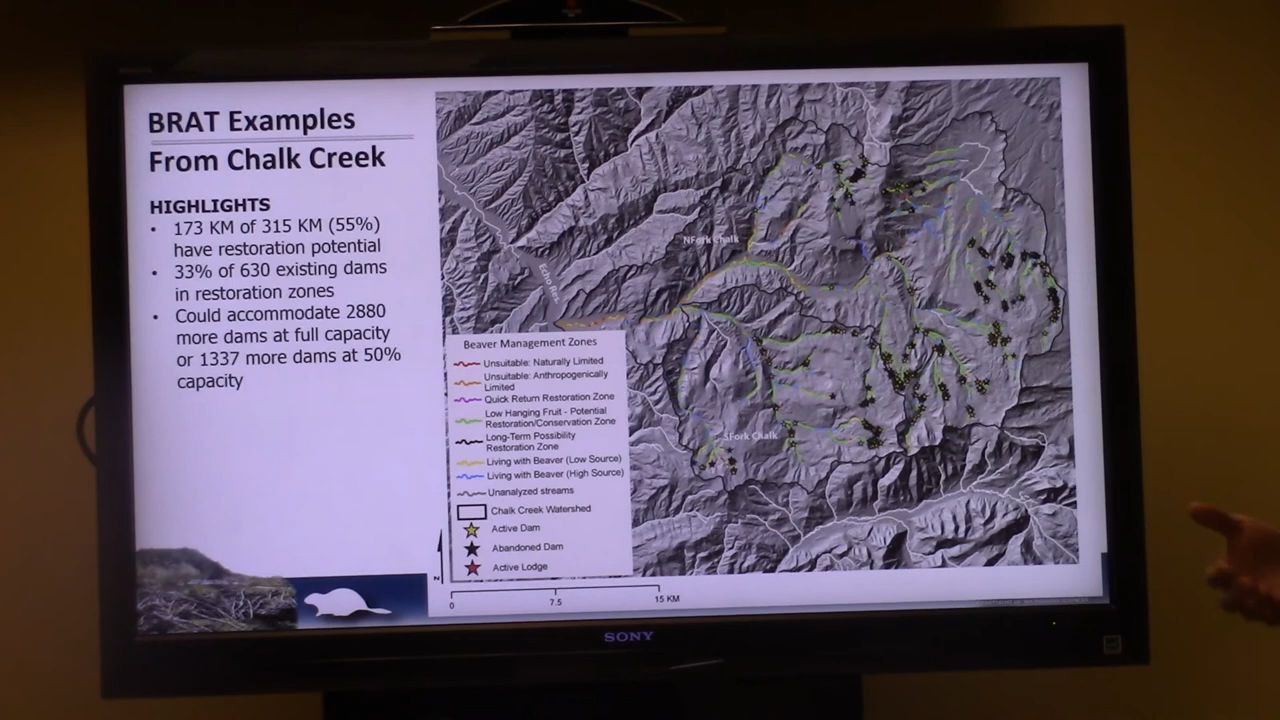 BRAT Examples
From Chalk Creek
HIGHLIGHTS
• 173 KM of 315 KM (55%)
have restoration potential
• 33% of 630 existing dams
in restoration zones
• Could accommodate 2880
more dams at full capacity
or 1337 more dams at 50%
capacity
NFork Chalk
Echo Res.
SFork Chalk
Beaver Management Zones
Unsuitable: Naturally Limited
Unsuitable: Anthropogenically
Limited
Quick Return Restoration Zone
Low Hanging Fruit - Potential
Restoration/Conservation Zone
Long-Term Possibility
Restoration Zone
Living with Beaver (Low Source)
Living with Beaver (High Source)
Unanalyzed streams
Chalk Creek Watershed
Active Dam
Abandoned Dam
Active Lodge
N
0 7.5 15 KM
SONY